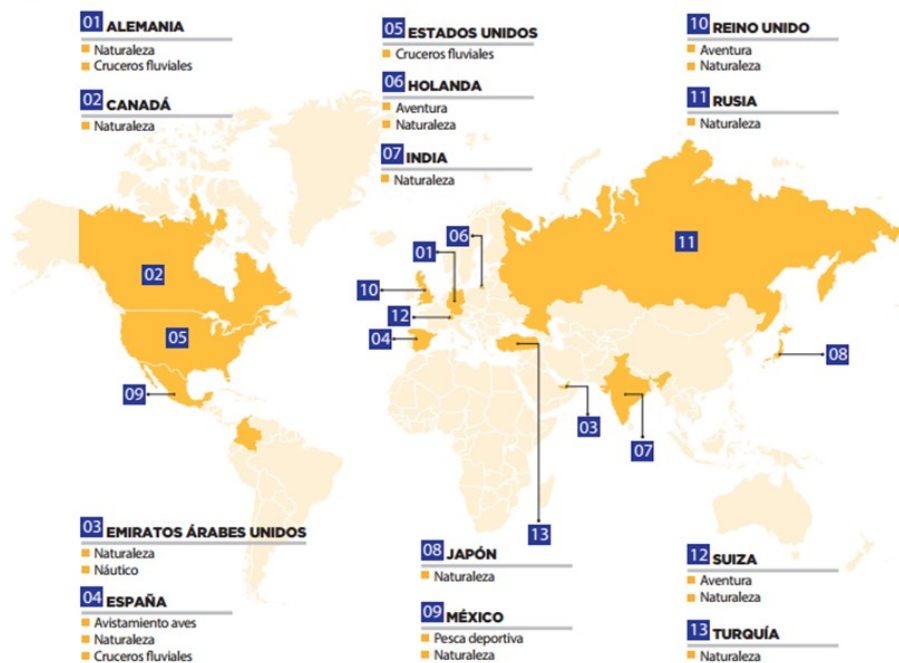 01 ALEMANIA
Naturaleza
Cruceros fluviales
02 CANADÁ
Naturaleza
05 ESTADOS UNIDOS
Cruceros fluviales
06 HOLANDA
Aventura
Naturaleza
07 INDIA
Naturaleza
10 REINO UNIDO
Aventura
Naturaleza
11 RUSIA
Naturaleza
06
11
01
02
10
12
05
04
08
09
03
07
13
03 EMIRATOS ÁRABES UNIDOS
Naturaleza
Náutico
04 ESPAÑA
Avistamiento aves
Naturaleza
Cruceros fluviales
08 JAPÓN
Naturaleza
09 MÉXICO
Pesca deportiva
Naturaleza
12 SUIZA
Aventura
Naturaleza
13 TURQUÍA
Naturaleza